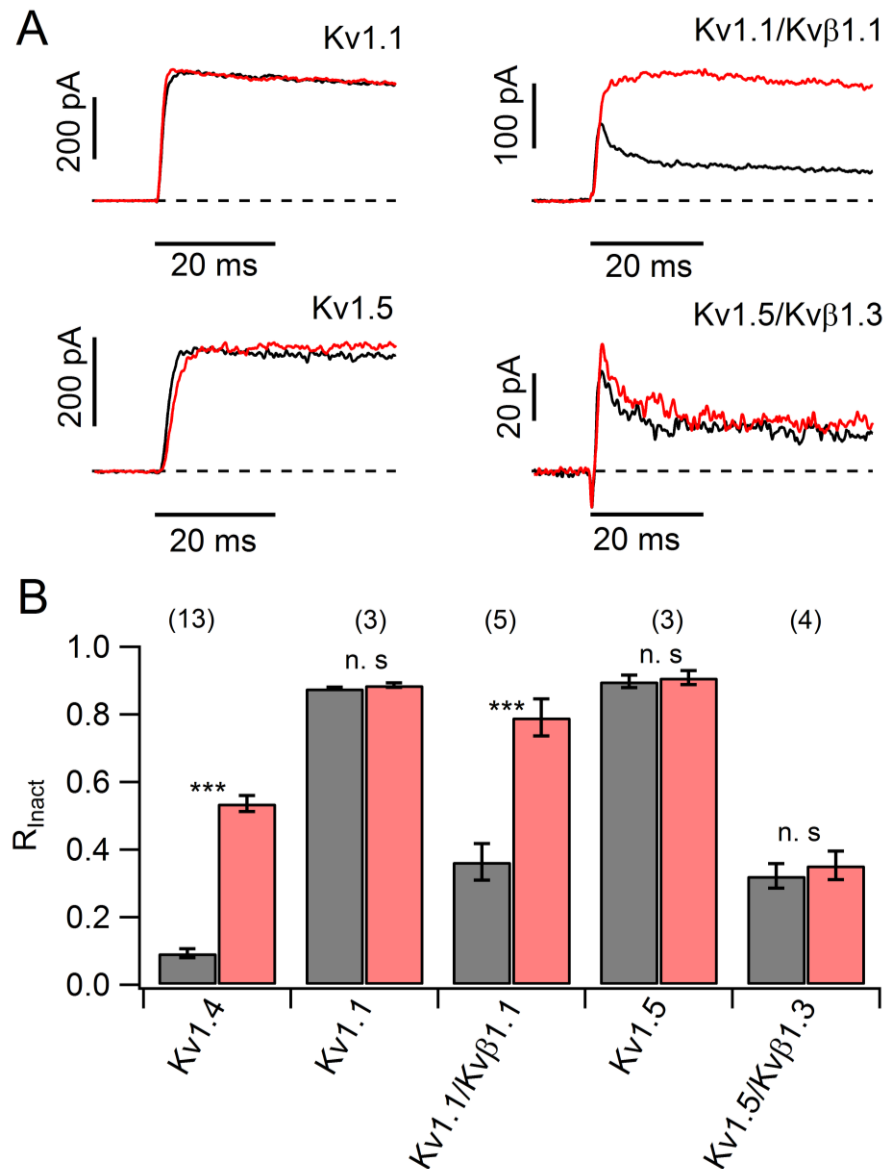 A
Kv1.1
Kv1.1/Kvβ1.1
200 pA
100 pA
20 ms
20 ms
Kv1.5
Kv1.5/Kvβ1.3
200 pA
20 pA
20 ms
20 ms
B
(13) (3) (5) (3) (4)
1.0
0.8
0.6
0.4
0.2
0.0
R_Inact
***
n. s
***
n. s
n. s
Kv1.4
Kv1.1
Kv1.1/Kvβ1.1
Kv1.5
Kv1.5/Kvβ1.3